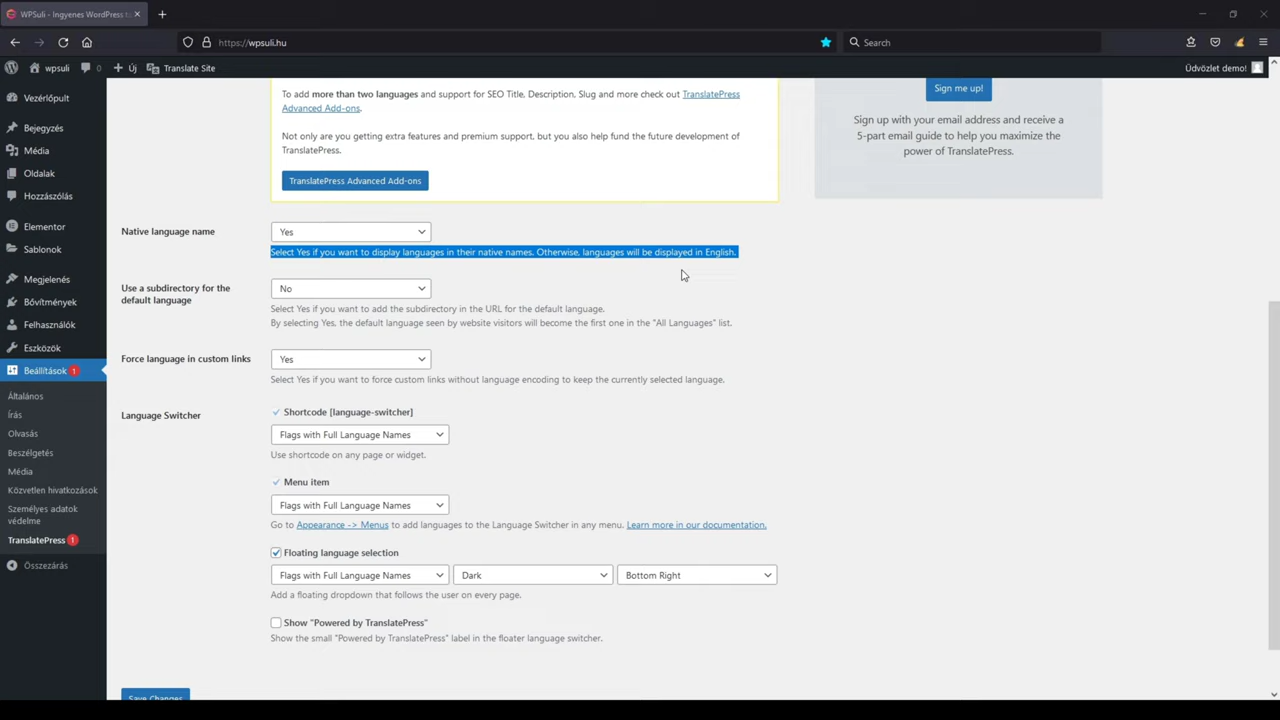 WPSuli - Ingyenes WordPress t
https://wpsuli.hu
Search
wpsuli
0
Új
Translate Site
Üdvözlet demo!
Vezérlőpult
Bejegyzés
Média
Oldalak
Hozzászólás
Elementor
Sablonok
Megjelenés
Bővítmények
Felhasználók
Eszközök
Beállítások 1
Általános
Írás
Olvasás
Beszélgetés
Média
Közvetlen hivatkozások
Személyes adatok
védelme
TranslatePress 1
Összezárás
To add more than two languages and support for SEO Title, Description, Slug and more check out TranslatePress
Advanced Add-ons.
Not only are you getting extra features and premium support, but you also help fund the future development of
TranslatePress.
TranslatePress Advanced Add-ons
Sign me up!
Sign up with your email address and receive a
5-part email guide to help you maximize the
power of TranslatePress.
Native language name
Yes
Select Yes if you want to display languages in their native names. Otherwise, languages will be displayed in English.
Use a subdirectory for the
default language
No
Select Yes if you want to add the subdirectory in the URL for the default language.
By selecting Yes, the default language seen by website visitors will become the first one in the "All Languages" list.
Force language in custom links
Yes
Select Yes if you want to force custom links without language encoding to keep the currently selected language.
Language Switcher
Shortcode [language-switcher]
Flags with Full Language Names
Use shortcode on any page or widget.
Menu item
Flags with Full Language Names
Go to Appearance -> Menus to add languages to the Language Switcher in any menu. Learn more in our documentation.
Floating language selection
Flags with Full Language Names
Dark
Bottom Right
Add a floating dropdown that follows the user on every page.
Show "Powered by TranslatePress"
Show the small "Powered by TranslatePress" label in the floater language switcher.
Save Changes